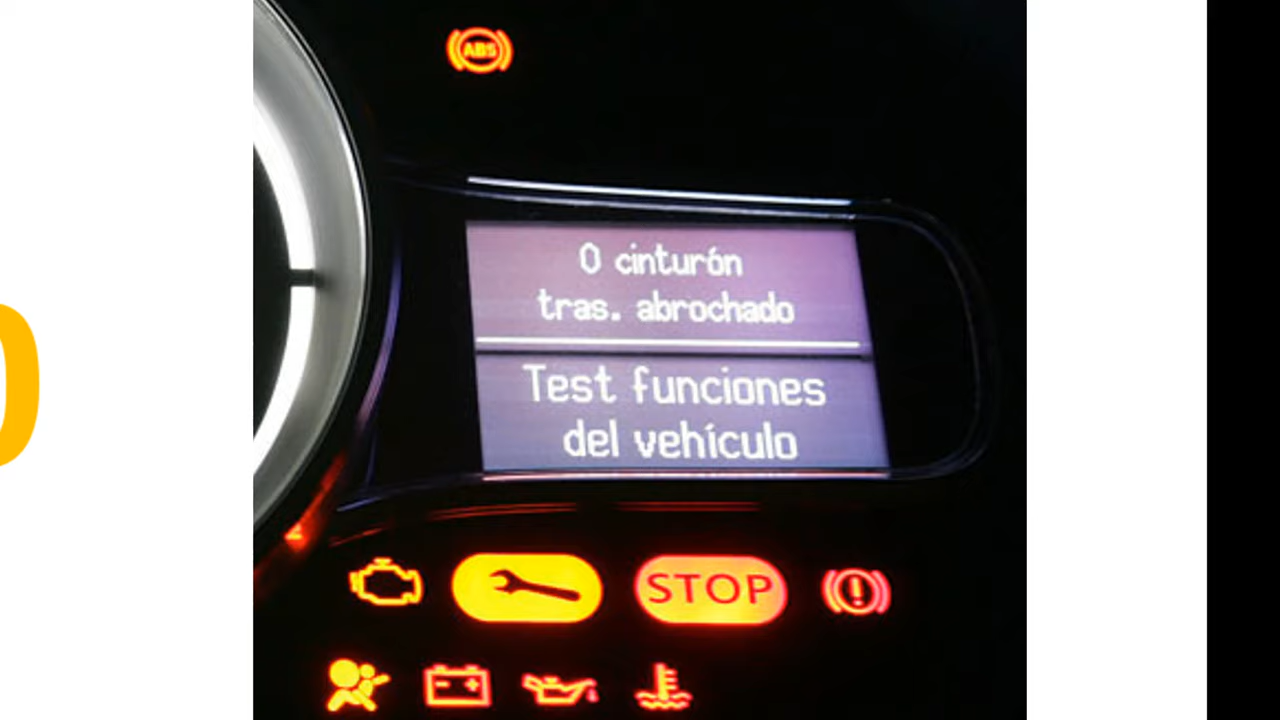 ABS
0 cinturón
tras. abrochado
Test funciones
del vehículo
STOP